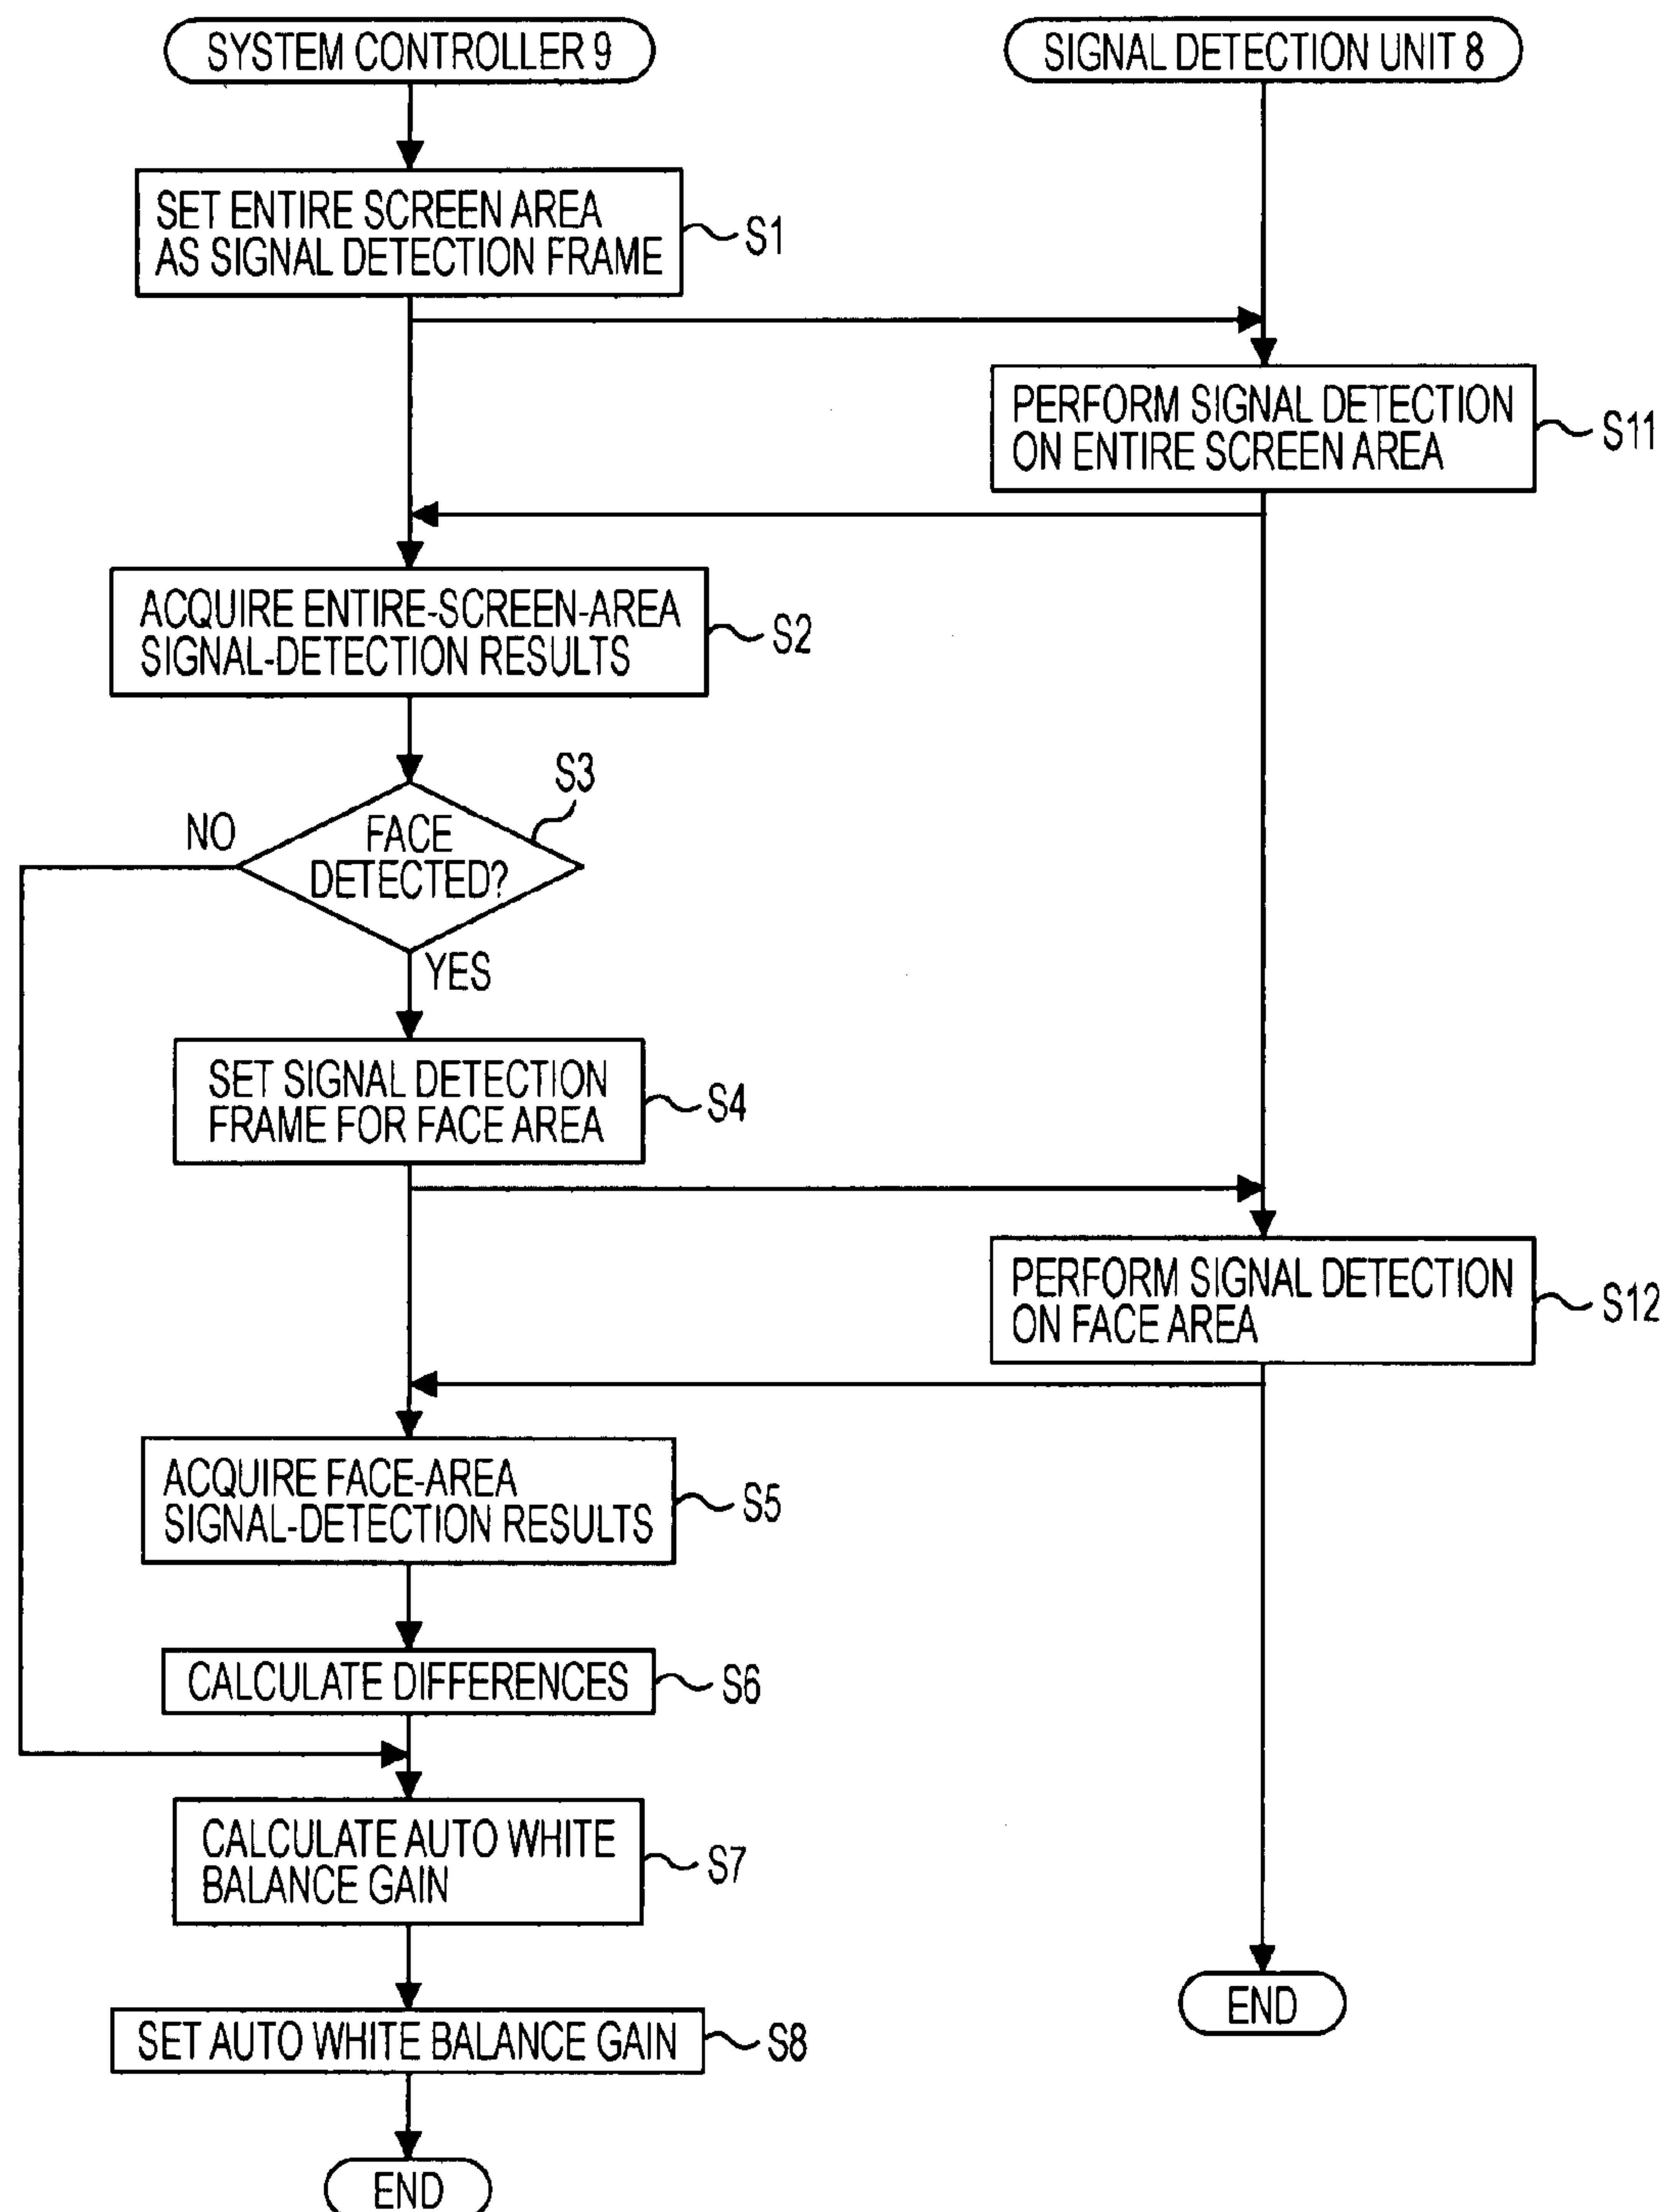 SYSTEM CONTROLLER 9
SIGNAL DETECTION UNIT 8
SET ENTIRE SCREEN AREA
AS SIGNAL DETECTION FRAME
S1
PERFORM SIGNAL DETECTION
ON ENTIRE SCREEN AREA
S11
ACQUIRE ENTIRE-SCREEN-AREA
SIGNAL-DETECTION RESULTS
S2
S3
NO
FACE
DETECTED?
YES
SET SIGNAL DETECTION
FRAME FOR FACE AREA
S4
PERFORM SIGNAL DETECTION
ON FACE AREA
S12
ACQUIRE FACE-AREA
SIGNAL-DETECTION RESULTS
S5
CALCULATE DIFFERENCES
S6
CALCULATE AUTO WHITE
BALANCE GAIN
S7
END
SET AUTO WHITE BALANCE GAIN
S8
END